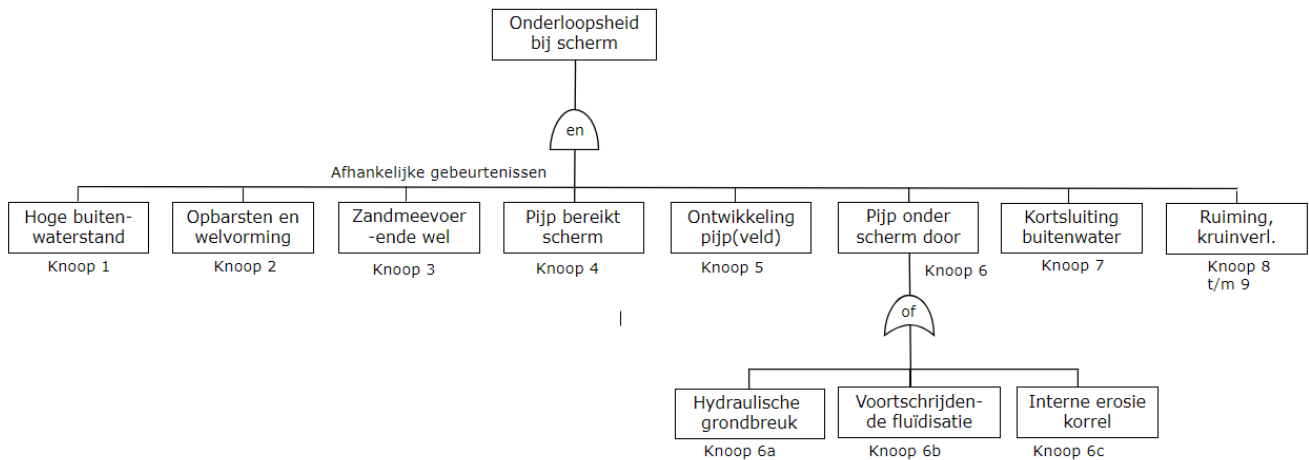 Onderloopsheid
bij scherm
en
Afhankelijke gebeurtenissen
Hoge buiten-
waterstand
Knoop 1
Opbarsten en
welvorming
Knoop 2
Zandmeevoer
-ende wel
Knoop 3
Pijp bereikt
scherm
Knoop 4
Ontwikkeling
pijp(veld)
Knoop 5
Pijp onder
scherm door
Knoop 6
Kortsluiting
buitenwater
Knoop 7
Ruiming,
kruinverl.
Knoop 8
t/m 9
of
Hydraulische
grondbreuk
Knoop 6a
Voortschrijden-
de fluïdisatie
Knoop 6b
Interne erosie
korrel
Knoop 6c